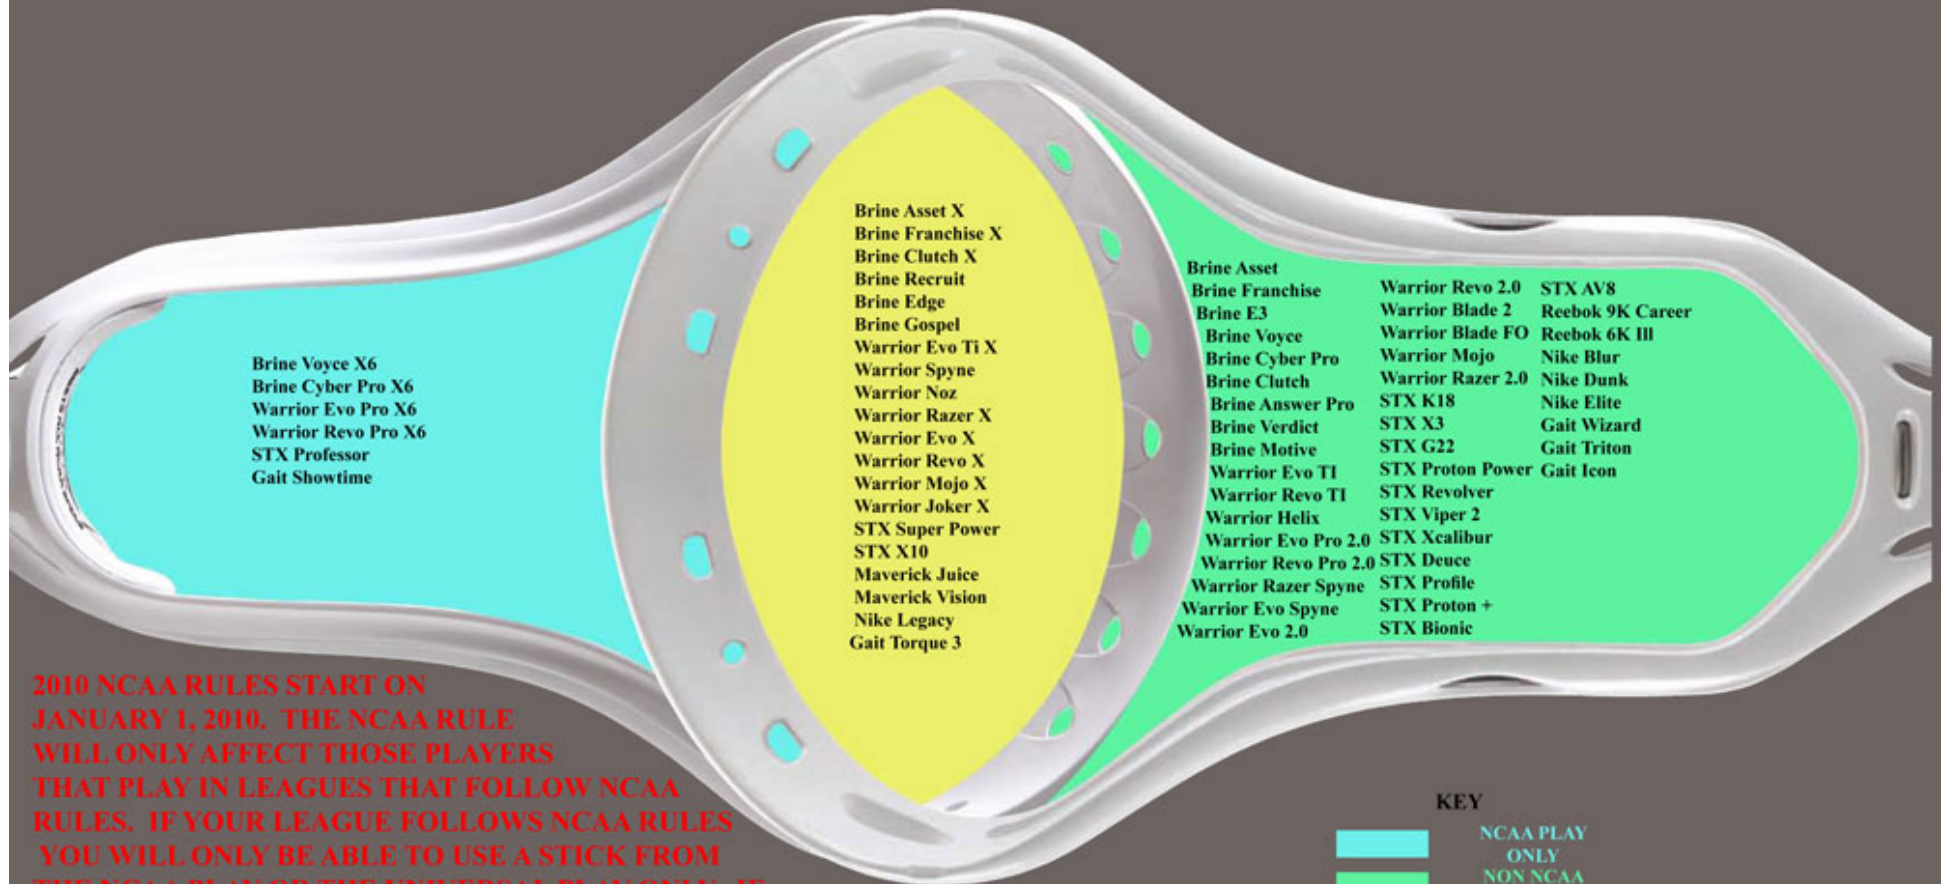 Brine Voyce X6
Brine Cyber Pro X6
Warrior Evo Pro X6
Warrior Revo Pro X6
STX Professor
Gait Showtime
Brine Asset X
Brine Franchise X
Brine Clutch X
Brine Recruit
Brine Edge
Brine Gospel
Warrior Evo Ti X
Warrior Spyne
Warrior Noz
Warrior Razer X
Warrior Evo X
Warrior Revo X
Warrior Mojo X
Warrior Joker X
STX Super Power
STX X10
Maverick Juice
Maverick Vision
Nike Legacy
Gait Torque 3
Brine Asset
Brine Franchise
Brine E3
Brine Voyce
Brine Cyber Pro
Brine Clutch
Brine Answer Pro
Brine Verdict
Brine Motive
Warrior Evo TI
Warrior Revo TI
Warrior Helix
Warrior Evo Pro 2.0
Warrior Revo Pro 2.0
Warrior Razer Spyne
Warrior Evo Spyne
Warrior Evo 2.0
Warrior Revo 2.0
Warrior Blade 2
Warrior Blade FO
Warrior Mojo
Warrior Razer 2.0
STX K18
STX X3
STX G22
STX Proton Power
STX Revolver
STX Viper 2
STX Xcalibur
STX Deuce
STX Profile
STX Proton +
STX Bionic
STX AV8
Reebok 9K Career
Reebok 6K Ill
Nike Blur
Nike Dunk
Nike Elite
Gait Wizard
Gait Triton
Gait Icon
2010 NCAA RULES START ON
JANUARY 1, 2010. THE NCAA RULE
WILL ONLY AFFECT THOSE PLAYERS
THAT PLAY IN LEAGUES THAT FOLLOW NCAA
RULES. IF YOUR LEAGUE FOLLOWS NCAA RULES
YOU WILL ONLY BE ABLE TO USE A STICK FROM
THE NCAA PLAY OR THE UNIVERSAL PLAY ONLY. IF
KEY
NCAA PLAY
ONLY
NON NCAA